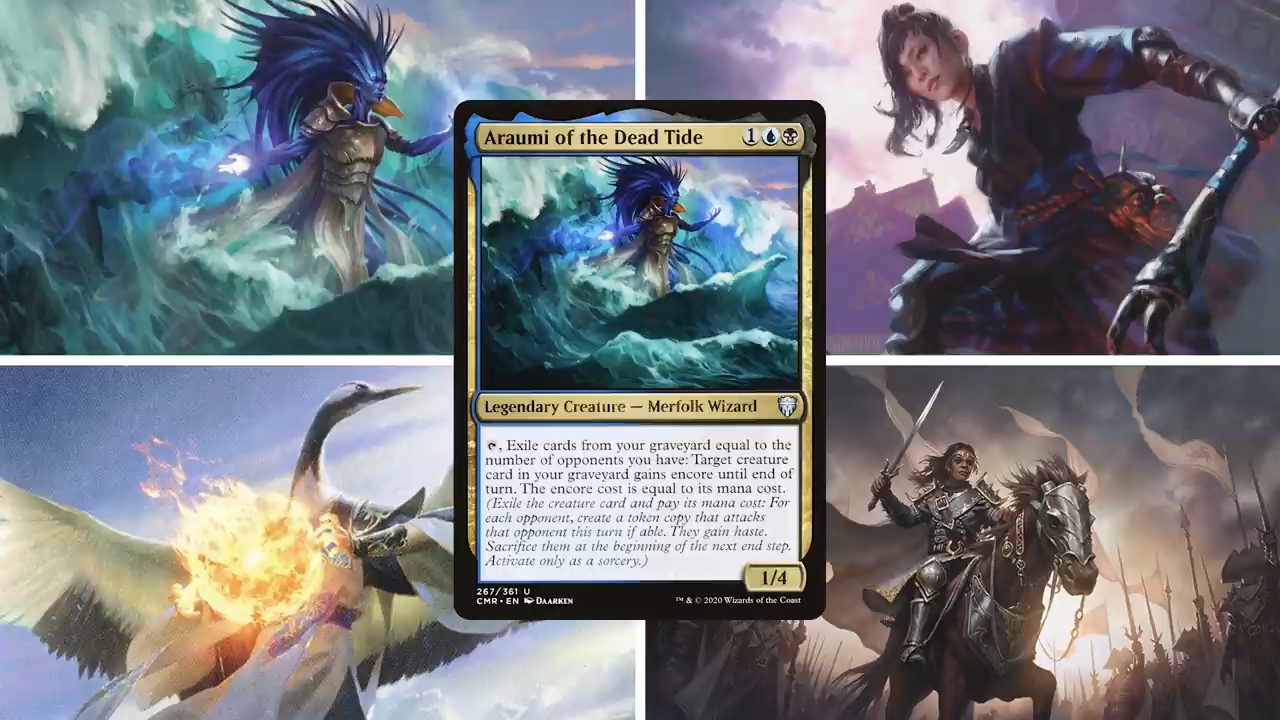 Araumi of the Dead Tide 1
Legendary Creature — Merfolk Wizard
, Exile cards from your graveyard equal to the
number of opponents you have: Target creature
card in your graveyard gains encore until end of
turn. The encore cost is equal to its mana cost.
(Exile the creature card and pay its mana cost: For
each opponent, create a token copy that attacks
that opponent this turn if able. They gain haste.
Sacrifice them at the beginning of the next end step.
Activate only as a sorcery.)
1/4
267/361 U
CMR • EN DAARKEN
™ & © 2020 Wizards of the Coast